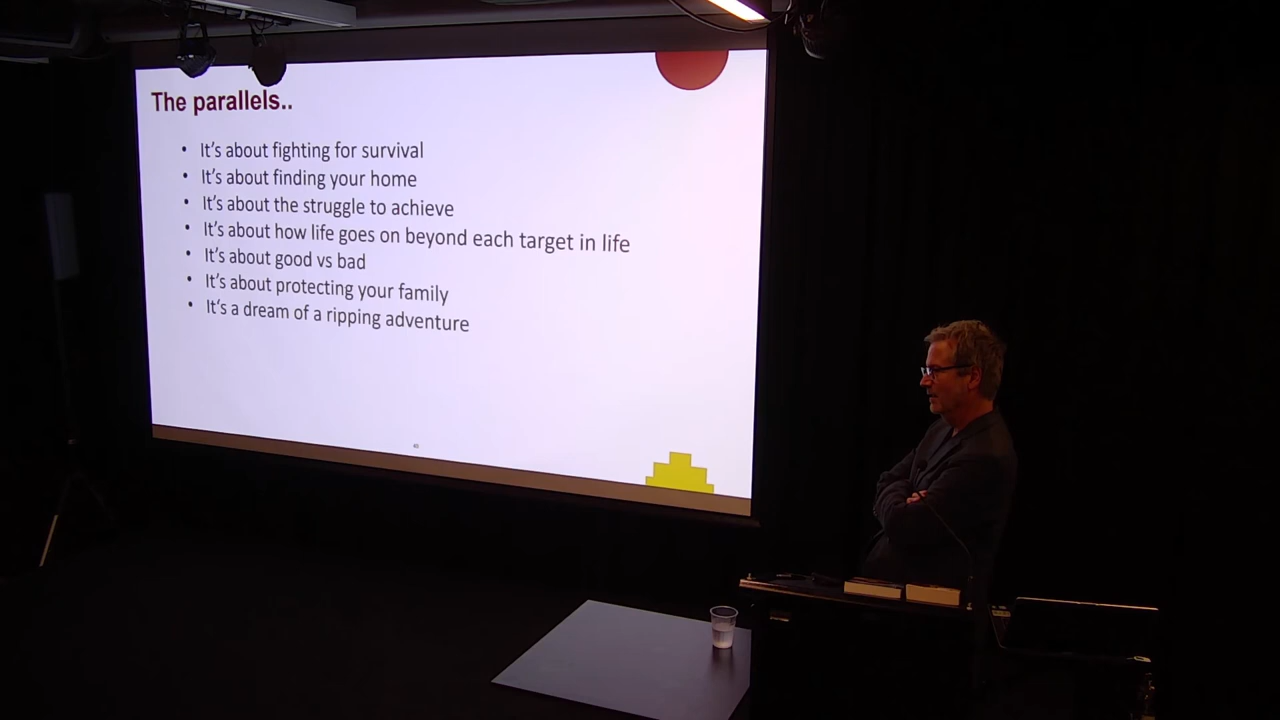 The parallels..
• It's about fighting for survival
• It's about finding your home
• It's about the struggle to achieve
• It's about how life goes on beyond each target in life
• It's about good vs bad
• It's about protecting your family
• It's a dream of a ripping adventure